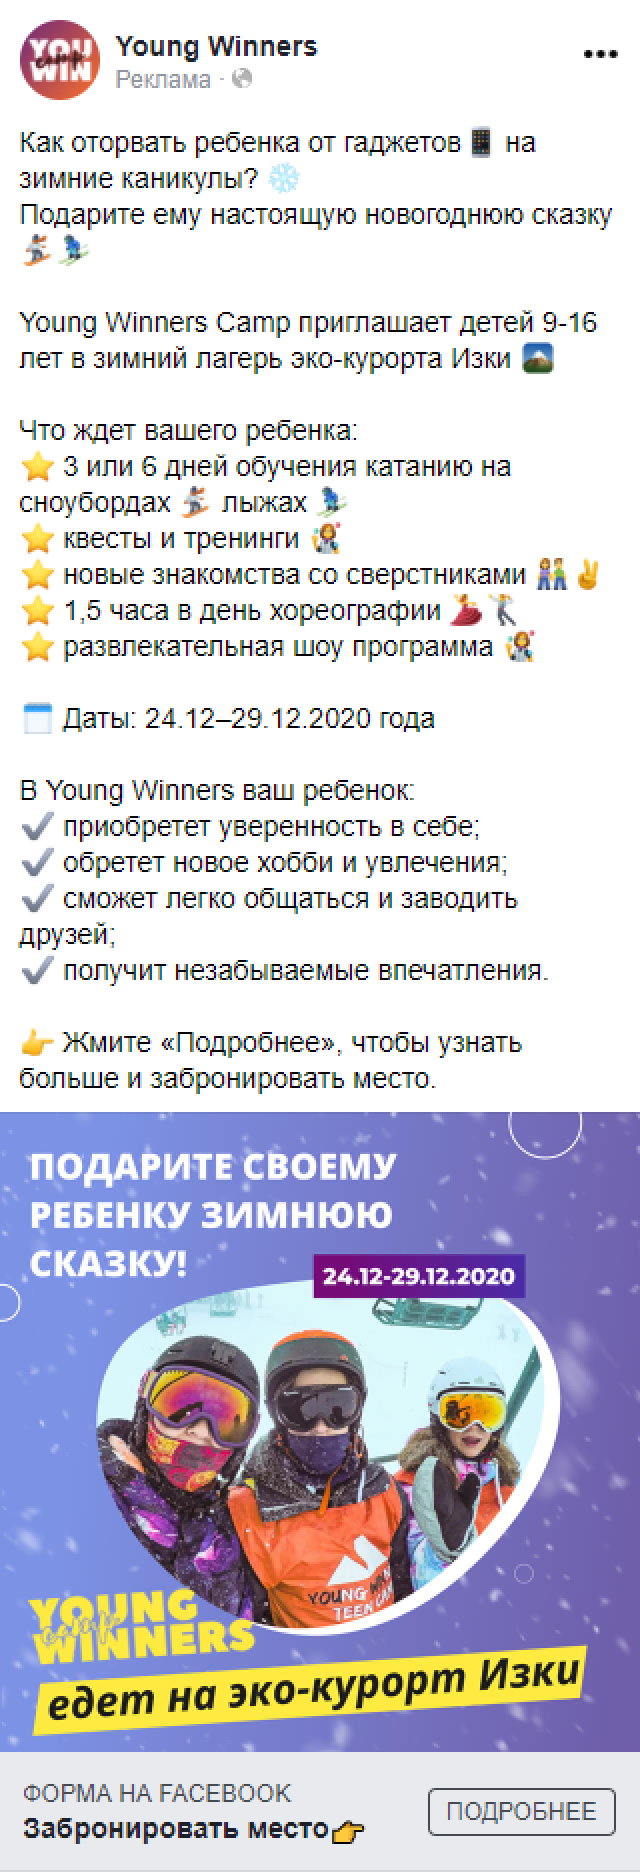 YOU
camp
WIN
Young Winners
Реклама ·
Как оторвать ребенка от гаджетов 📱 на
зимние каникулы? ❄️
Подарите ему настоящую новогоднюю сказку
🏂⛷️
Young Winners Camp приглашает детей 9-16
лет в зимний лагерь эко-курорта Изки 🗻
Что ждет вашего ребенка:
⭐ 3 или 6 дней обучения катанию на
сноубордах 🏂 лыжах ⛷️
⭐ квесты и тренинги 👩‍🎤
⭐ новые знакомства со сверстниками 👫✌️
⭐ 1,5 часа в день хореографии 💃🕺
⭐ развлекательная шоу программа 👩‍🎤
🗓️ Даты: 24.12–29.12.2020 года
В Young Winners ваш ребенок:
✔️ приобретет уверенность в себе;
✔️ обретет новое хобби и увлечения;
✔️ сможет легко общаться и заводить
друзей;
✔️ получит незабываемые впечатления.
👉 Жмите «Подробнее», чтобы узнать
больше и забронировать место.
ПОДАРИТЕ СВОЕМУ
РЕБЕНКУ ЗИМНЮЮ
СКАЗКУ!
24.12-29.12.2020
YOUNG
TEEN
YOUNG
camp
WINNERS
едет на эко-курорт Изки
ФОРМА НА FACEBOOK
Забронировать место👉
ПОДРОБНЕЕ